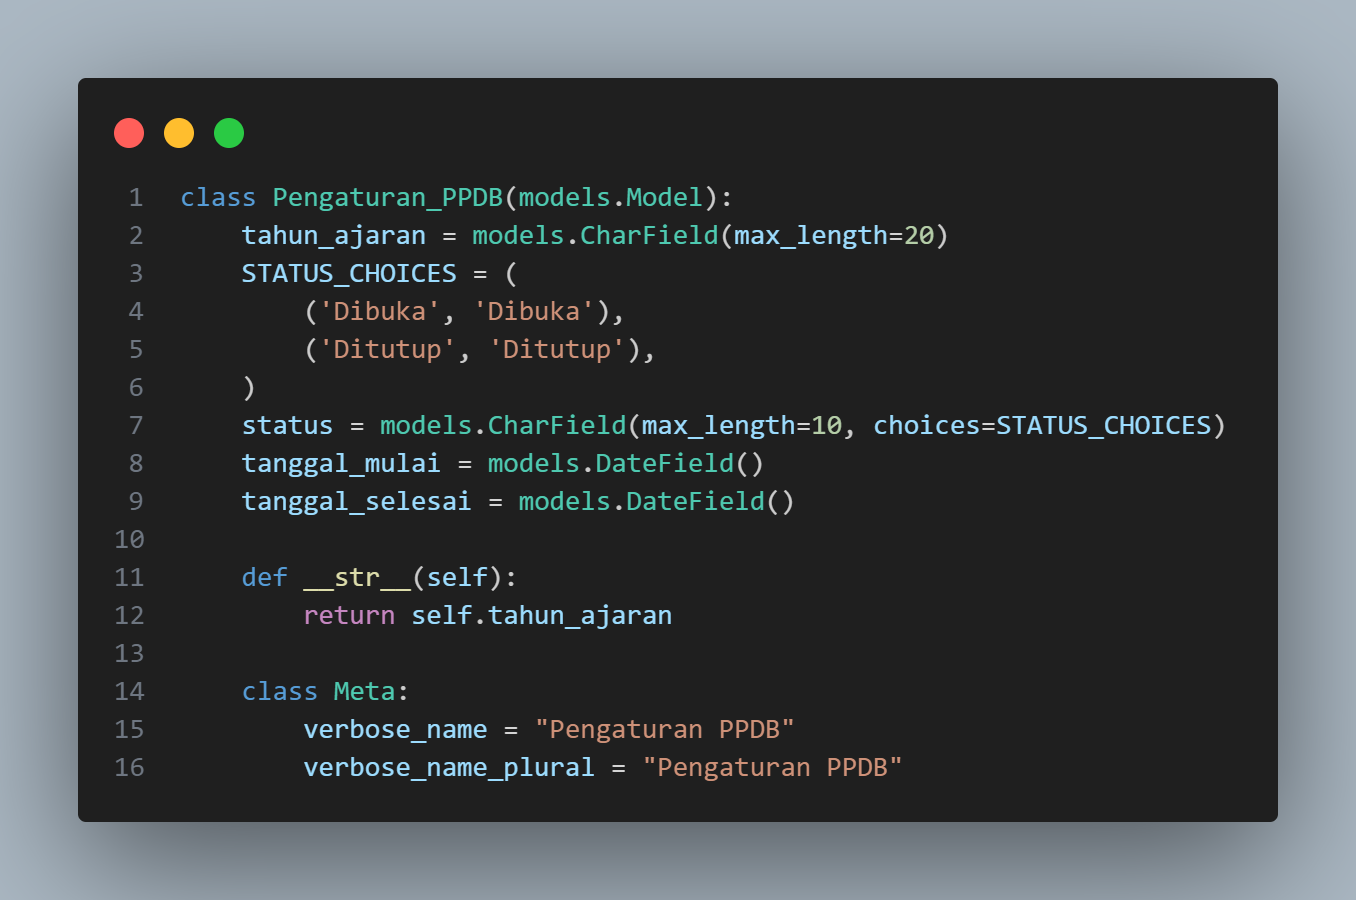 1 class Pengaturan_PPDB(models.Model):
2     tahun_ajaran = models.CharField(max_length=20)
3     STATUS_CHOICES = (
4         ('Dibuka', 'Dibuka'),
5         ('Ditutup', 'Ditutup'),
6     )
7     status = models.CharField(max_length=10, choices=STATUS_CHOICES)
8     tanggal_mulai = models.DateField()
9     tanggal_selesai = models.DateField()
10
11     def __str__(self):
12         return self.tahun_ajaran
13
14     class Meta:
15         verbose_name = "Pengaturan PPDB"
16         verbose_name_plural = "Pengaturan PPDB"